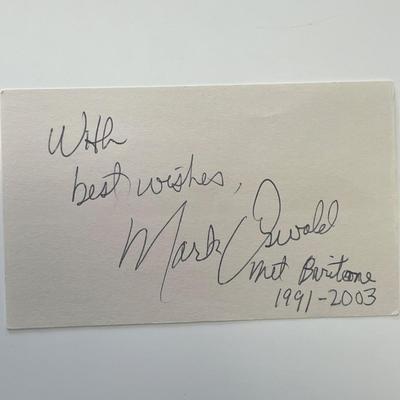 With
best wishes,
Mark Oswald
Met Baritone
1991-2003